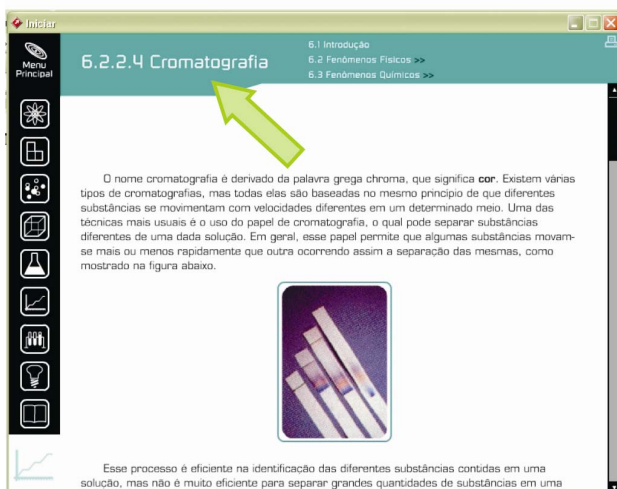 Iniciar
Menu
Principal
6.2.2.4 Cromatografia
6.1 Introdução
6.2 Fenômenos Físicos >>
6.3 Fenômenos Químicos >>
O nome cromatografia é derivado da palavra grega chroma, que significa cor. Existem várias
tipos de cromatografias, mas todas elas são baseadas no mesmo princípio de que diferentes
substâncias se movimentam com velocidades diferentes em um determinado meio. Uma das
técnicas mais usuais é o uso do papel de cromatografia, o qual pode separar substâncias
diferentes de uma dada solução. Em geral, esse papel permite que algumas substâncias movam-
se mais ou menos rapidamente que outra ocorrendo assim a separação das mesmas, como
mostrado na figura abaixo.
Esse processo é eficiente na identificação das diferentes substâncias contidas em uma
solução, mas não é muito eficiente para separar grandes quantidades de substâncias em uma